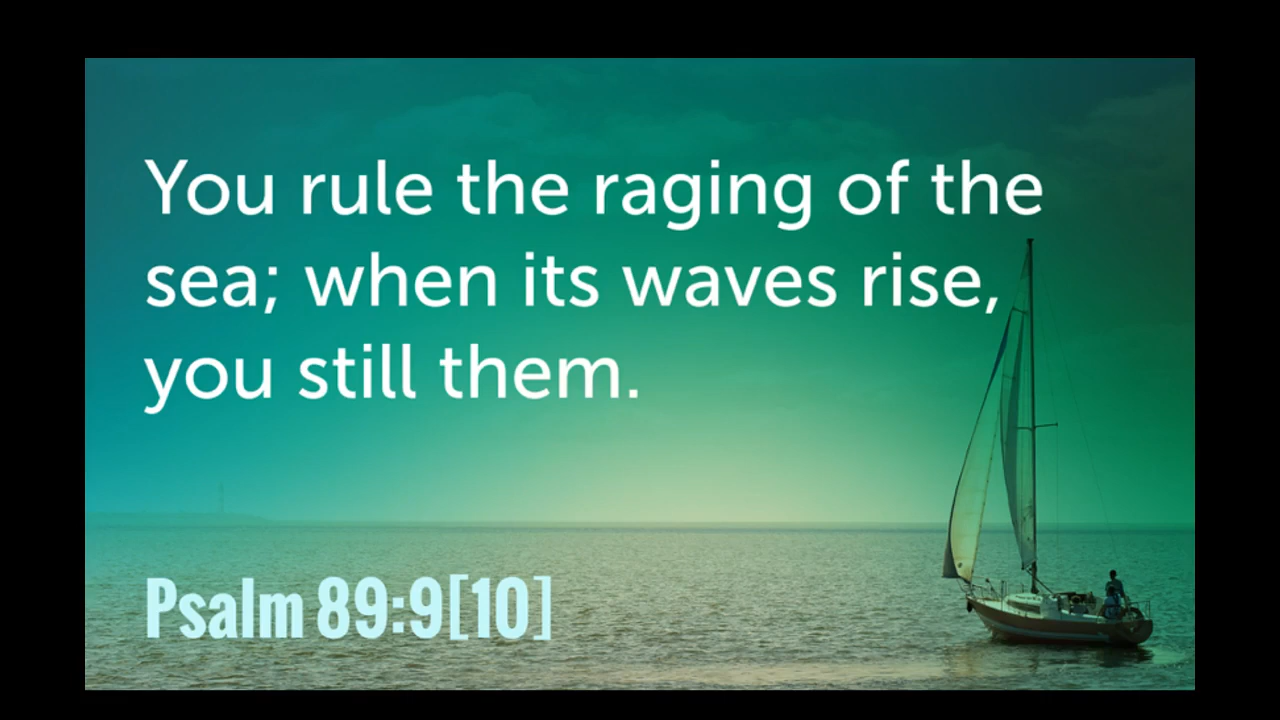 You rule the raging of the
sea; when its waves rise,
you still them.
Psalm 89:9[10]